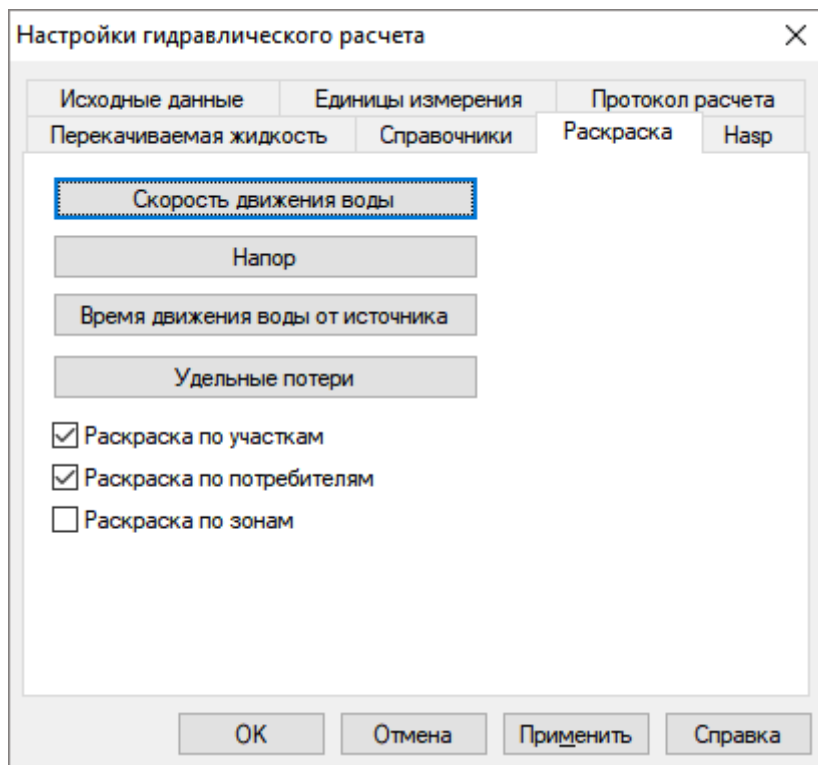 Настройки гидравлического расчета
Исходные данные Единицы измерения Протокол расчета
Перекачиваемая жидкость Справочники Раскраска Hasp
Скорость движения воды
Напор
Время движения воды от источника
Удельные потери
Раскраска по участкам
Раскраска по потребителям
Раскраска по зонам
ОК Отмена Применить Справка